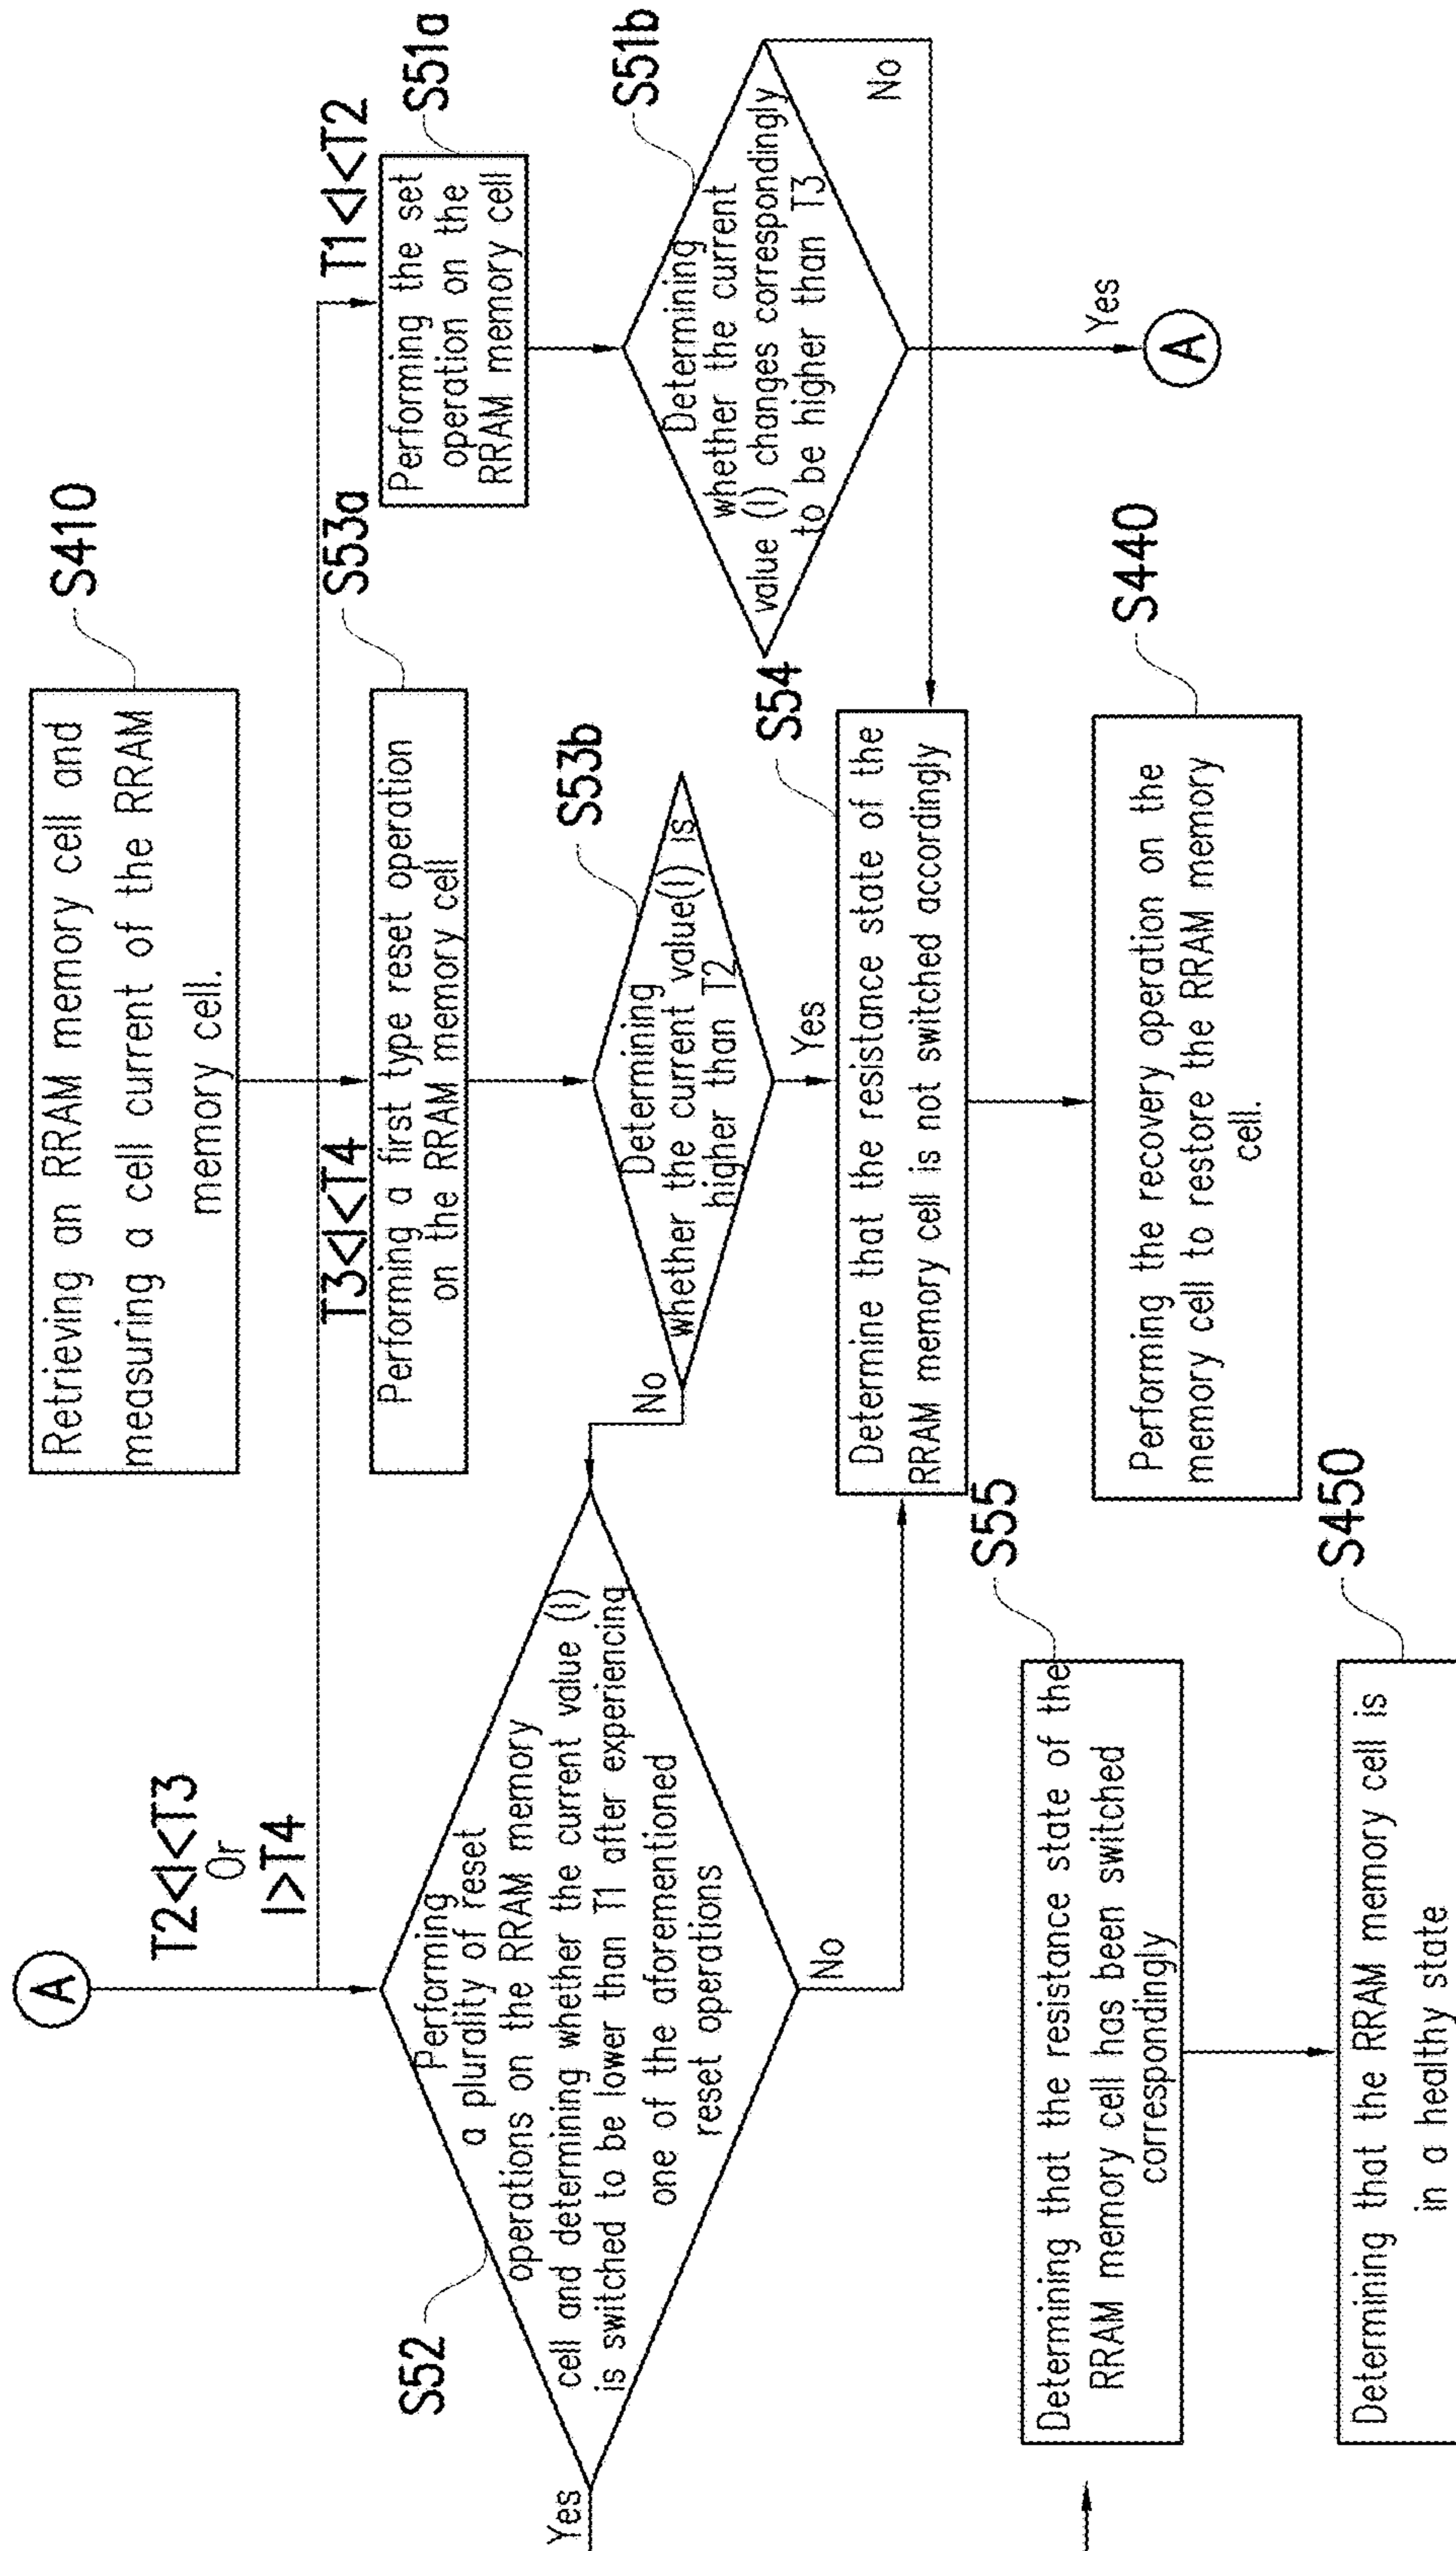 S410
Retrieving an RRAM memory cell and
measuring a cell current of the RRAM
memory cell.
A
T2<I<T3
Or
I>T4
T3<I<T4
S53a
T1<I<T2
S51a
Performing a first type reset operation
on the RRAM memory cell
Performing the set
operation on the
RRAM memory cell
S52
Performing
a plurality of reset
operations on the RRAM memory
cell and determining whether the current value (I)
is switched to be lower than T1 after experiencing
one of the aforementioned
reset operations
Yes
No
S53b
Determining
whether the current value(I) is
higher than T2
No
Yes
S51b
Determining
whether the current
value (I) changes correspondingly
to be higher than T3
No
Yes
A
S54
Determine that the resistance state of the
RRAM memory cell is not switched accordingly
S55
Determining that the resistance state of the
RRAM memory cell has been switched
correspondingly
S440
Performing the recovery operation on the
memory cell to restore the RRAM memory
cell.
S450
Determining that the RRAM memory cell is
in a healthy state